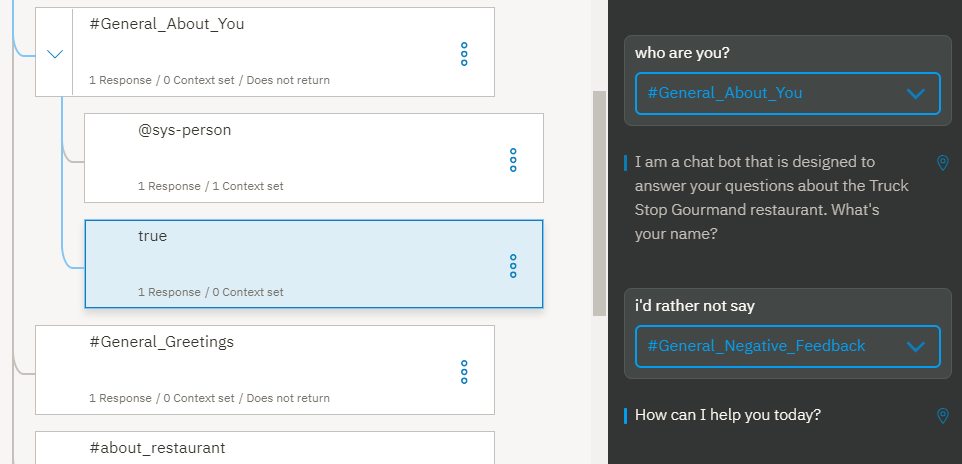 #General_About_You
1 Response / 0 Context set / Does not return
@sys-person
1 Response / 1 Context set
true
1 Response / 0 Context set
#General_Greetings
1 Response / 0 Context set / Does not return
#about_restaurant
who are you?
#General_About_You
I am a chat bot that is designed to
answer your questions about the Truck
Stop Gourmand restaurant. What's
your name?
i'd rather not say
#General_Negative_Feedback
How can I help you today?